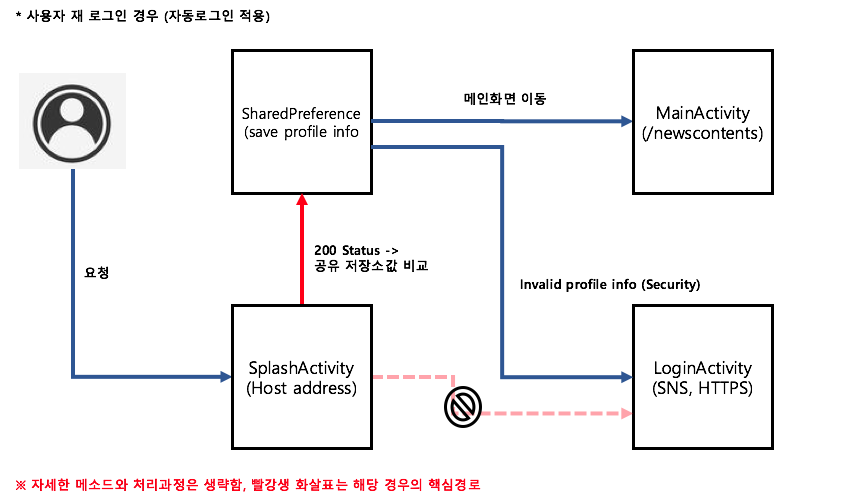 * 사용자 재 로그인 경우 (자동로그인 적용)
SharedPreference
(save profile info
메인화면 이동
MainActivity
(/newscontents)
200 Status ->
공유 저장소값 비교
요청
Invalid profile info (Security)
SplashActivity
(Host address)
LoginActivity
(SNS, HTTPS)
※ 자세한 메소드와 처리과정은 생략함, 빨강생 화살표는 해당 경우의 핵심경로